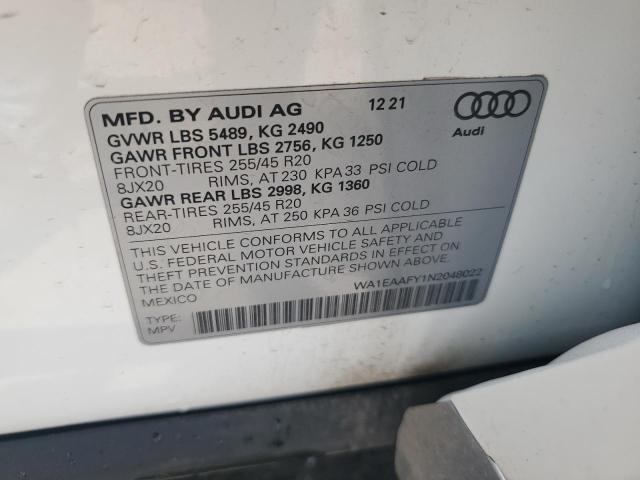 MFD. BY AUDI AG 12 21
GVWR LBS 5489, KG 2490
GAWR FRONT LBS 2756, KG 1250
FRONT-TIRES 255/45 R20
8JX20 RIMS, AT 230 KPA 33 PSI COLD
GAWR REAR LBS 2998, KG 1360
REAR-TIRES 255/45 R20
8JX20 RIMS, AT 250 KPA 36 PSI COLD
Audi
THIS VEHICLE CONFORMS TO ALL APPLICABLE
U.S. FEDERAL MOTOR VEHICLE SAFETY AND
THEFT PREVENTION STANDARDS IN EFFECT ON
THE DATE OF MANUFACTURE SHOWN ABOVE.
MEXICO
WA1EAAFY1N2048022
TYPE:
MPV